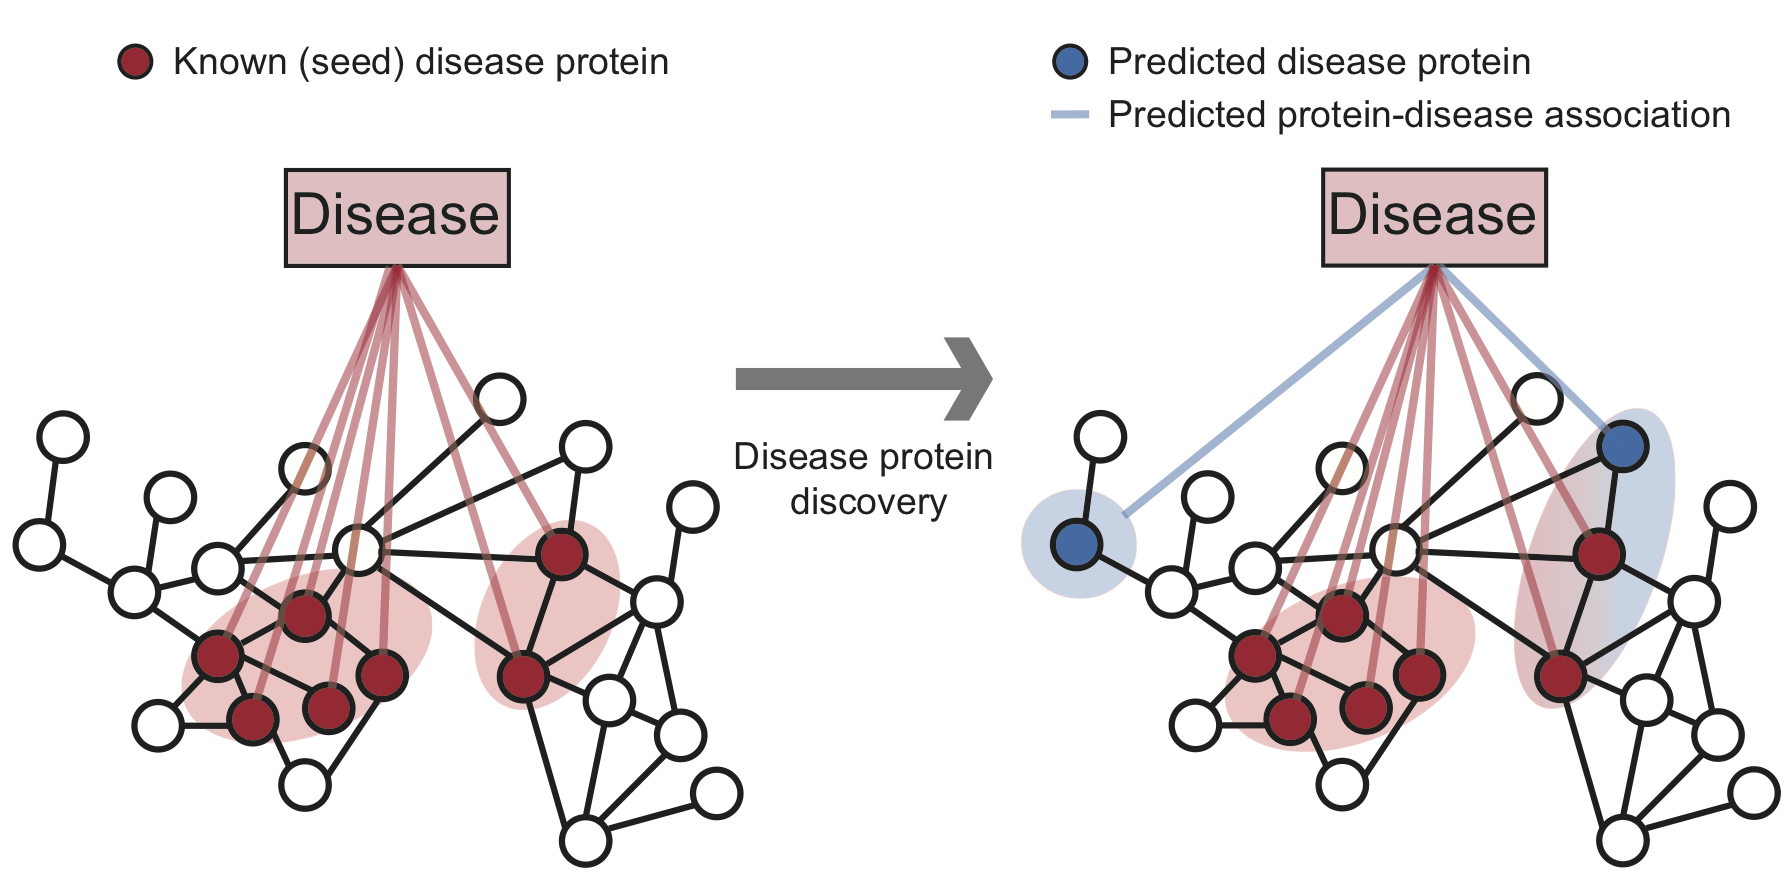 Known (seed) disease protein
Predicted disease protein
Predicted protein-disease association
Disease
Disease
Disease protein
discovery